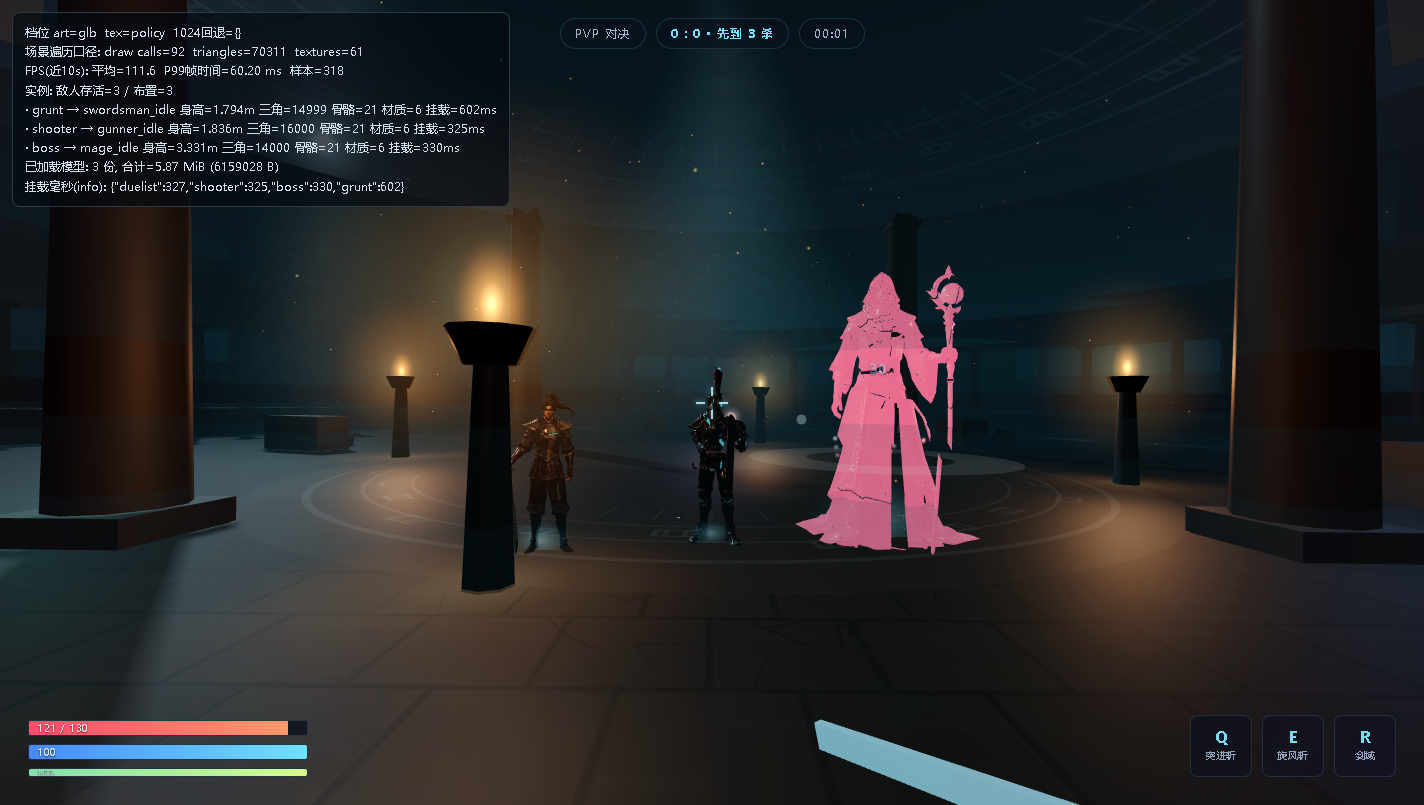 档位 art=glb tex=policy 1024回退={}
场景遍历口径: draw calls=92 triangles=70311 textures=61
FPS(近10s): 平均=111.6 P99帧时间=60.20 ms 样本=318
实例: 敌人存活=3 / 布置=3
· grunt → swordsman_idle 身高=1.794m 三角=14999 骨骼=21 材质=6 挂载=602ms
· shooter → gunner_idle 身高=1.836m 三角=16000 骨骼=21 材质=6 挂载=325ms
· boss → mage_idle 身高=3.331m 三角=14000 骨骼=21 材质=6 挂载=330ms
已加载模型: 3 份, 合计=5.87 MiB (6159028 B)
挂载毫秒(info): {"duelist":327,"shooter":325,"boss":330,"grunt":602}
PVP 对决
0 : 0 · 先到 3 杀
00:01
121 / 130
100
Q
突进斩
E
旋风斩
R
剑域